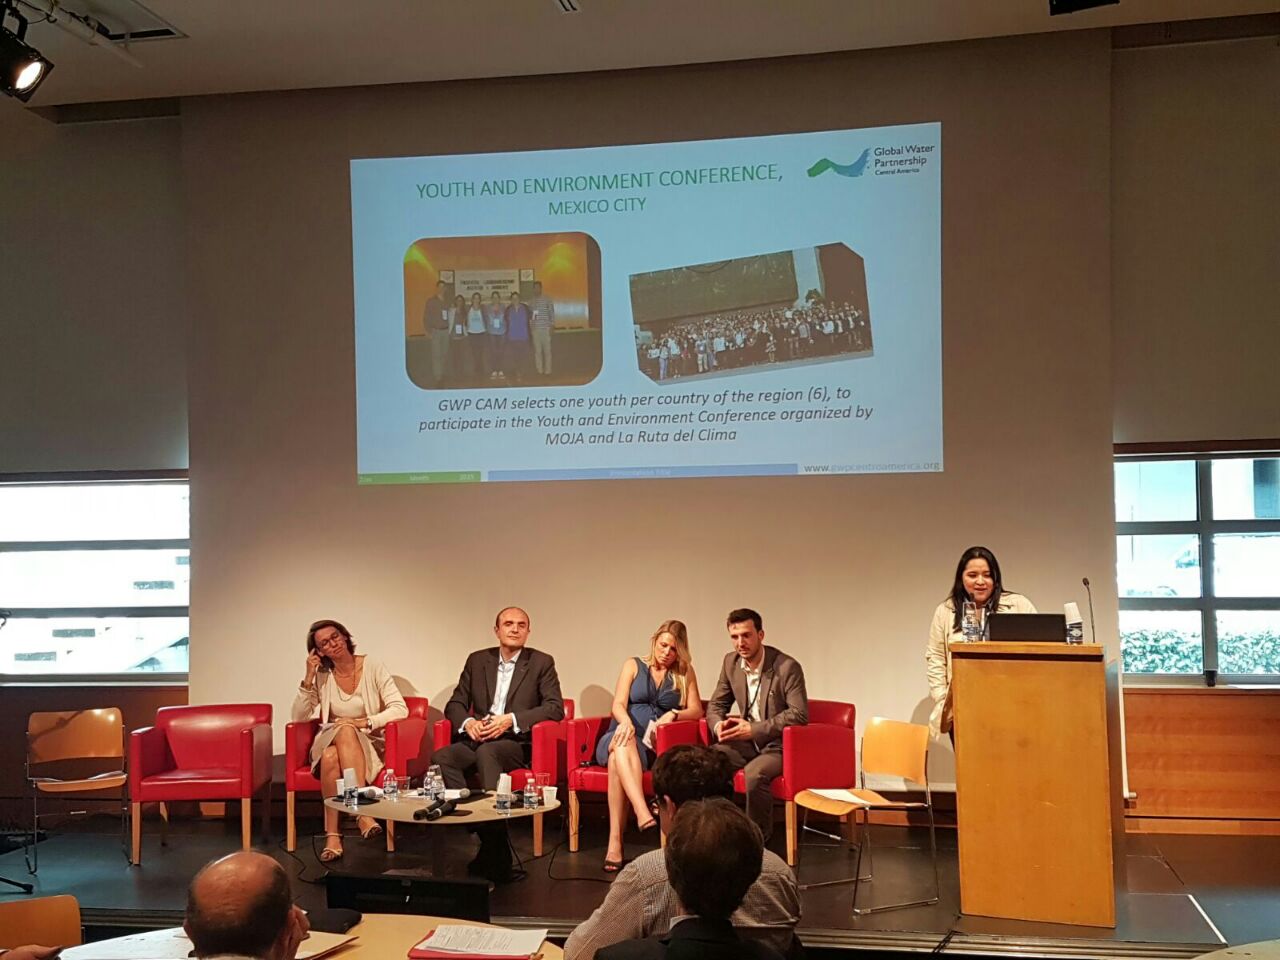 Global Water
Partnership
Central America
YOUTH AND ENVIRONMENT CONFERENCE,
MEXICO CITY
GWP CAM selects one youth per country of the region (6), to
participate in the Youth and Environment Conference organized by
MOJA and La Ruta del Clima
www.gwpcentroamerica.org